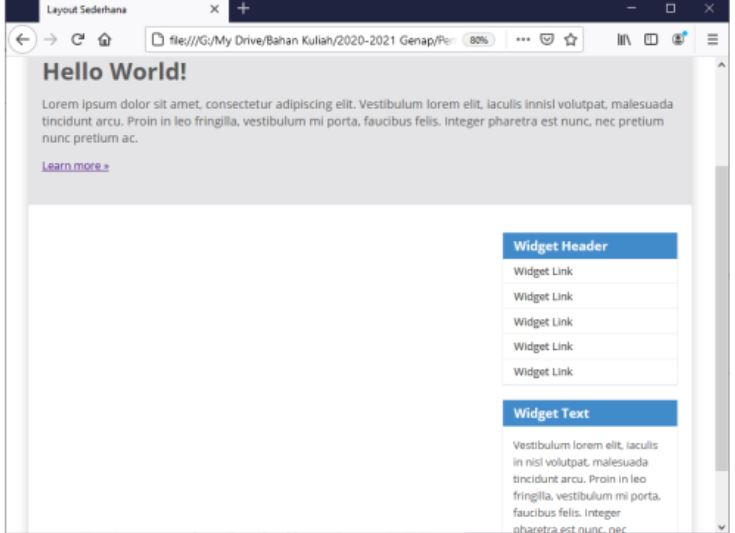 Layout Sederhana
file:///G:/My Drive/Bahan Kuliah/2020-2021 Genap/Per
80%
Hello World!
Lorem ipsum dolor sit amet, consectetur adipiscing elit. Vestibulum lorem elit, iaculis innisl volutpat, malesuada
tincidunt arcu. Proin in leo fringilla, vestibulum mi porta, faucibus felis. Integer pharetra est nunc, nec pretium
nunc pretium ac.
Learn more »
Widget Header
Widget Link
Widget Link
Widget Link
Widget Link
Widget Link
Widget Text
Vestibulum lorem elit, iaculis
in nisl volutpat, malesuada
tincidunt arcu. Proin in leo
fringilla, vestibulum mi porta,
faucibus felis. Integer
pharetra est nunc, nec